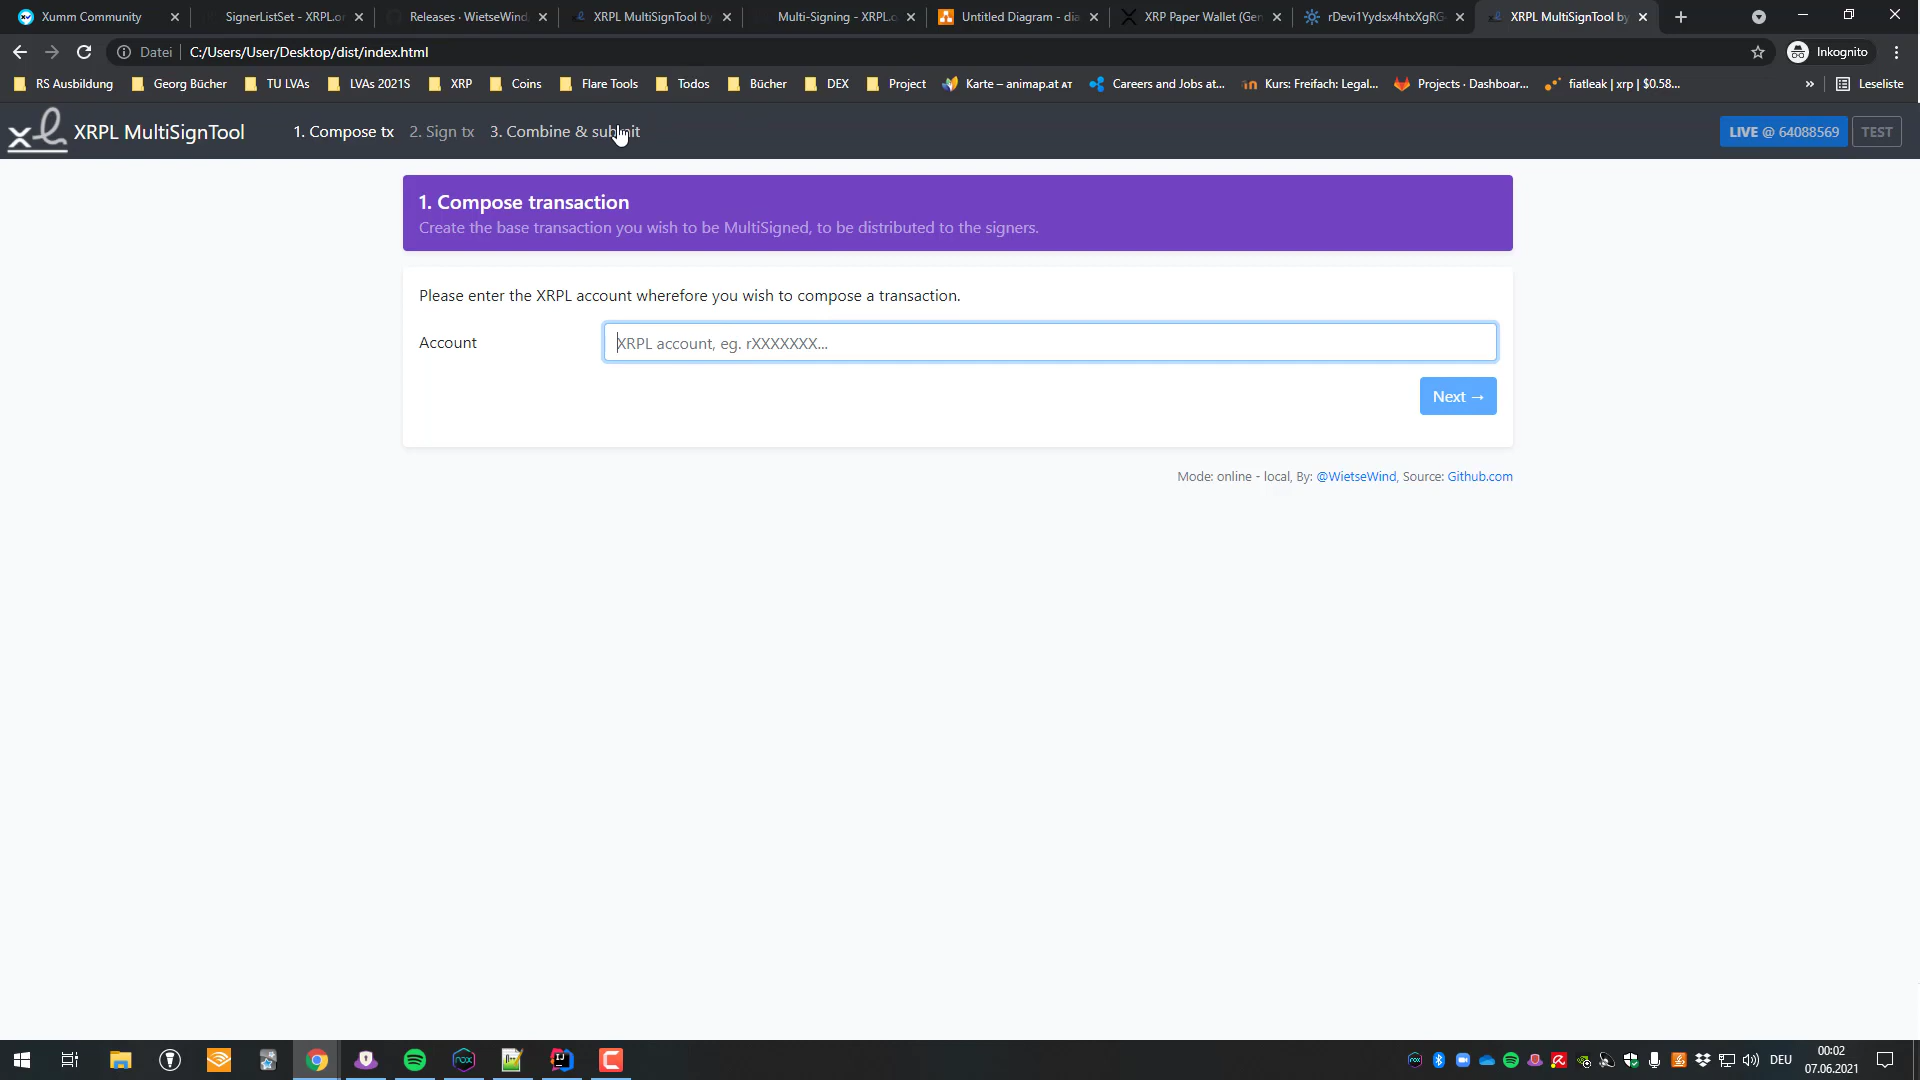 Xumm Community
SignerListSet - XRPL.or
Releases · WietseWind
XRPL MultiSignTool by
Multi-Signing - XRPL.o
Untitled Diagram - dia
XRP Paper Wallet (Gen
rDevi1Yydsx4htxXgRG
XRPL MultiSignTool by
Datei C:/Users/User/Desktop/dist/index.html
Inkognito
RS Ausbildung
Georg Bücher
TU LVAs
LVAs 2021S
XRP
Coins
Flare Tools
Todos
Bücher
DEX
Project
Karte – animap.at AT
Careers and Jobs at...
Kurs: Freifach: Legal...
Projects · Dashboar...
fiatleak | xrp | $0.58...
»
Leseliste
XRPL MultiSignTool
1. Compose tx
2. Sign tx
3. Combine & submit
LIVE @ 64088569
TEST
1. Compose transaction
Create the base transaction you wish to be MultiSigned, to be distributed to the signers.
Please enter the XRPL account wherefore you wish to compose a transaction.
Account
XRPL account, eg. rXXXXXXX...
Next →
Mode: online - local, By: @WietseWind, Source: Github.com
DEU
00:02
07.06.2021